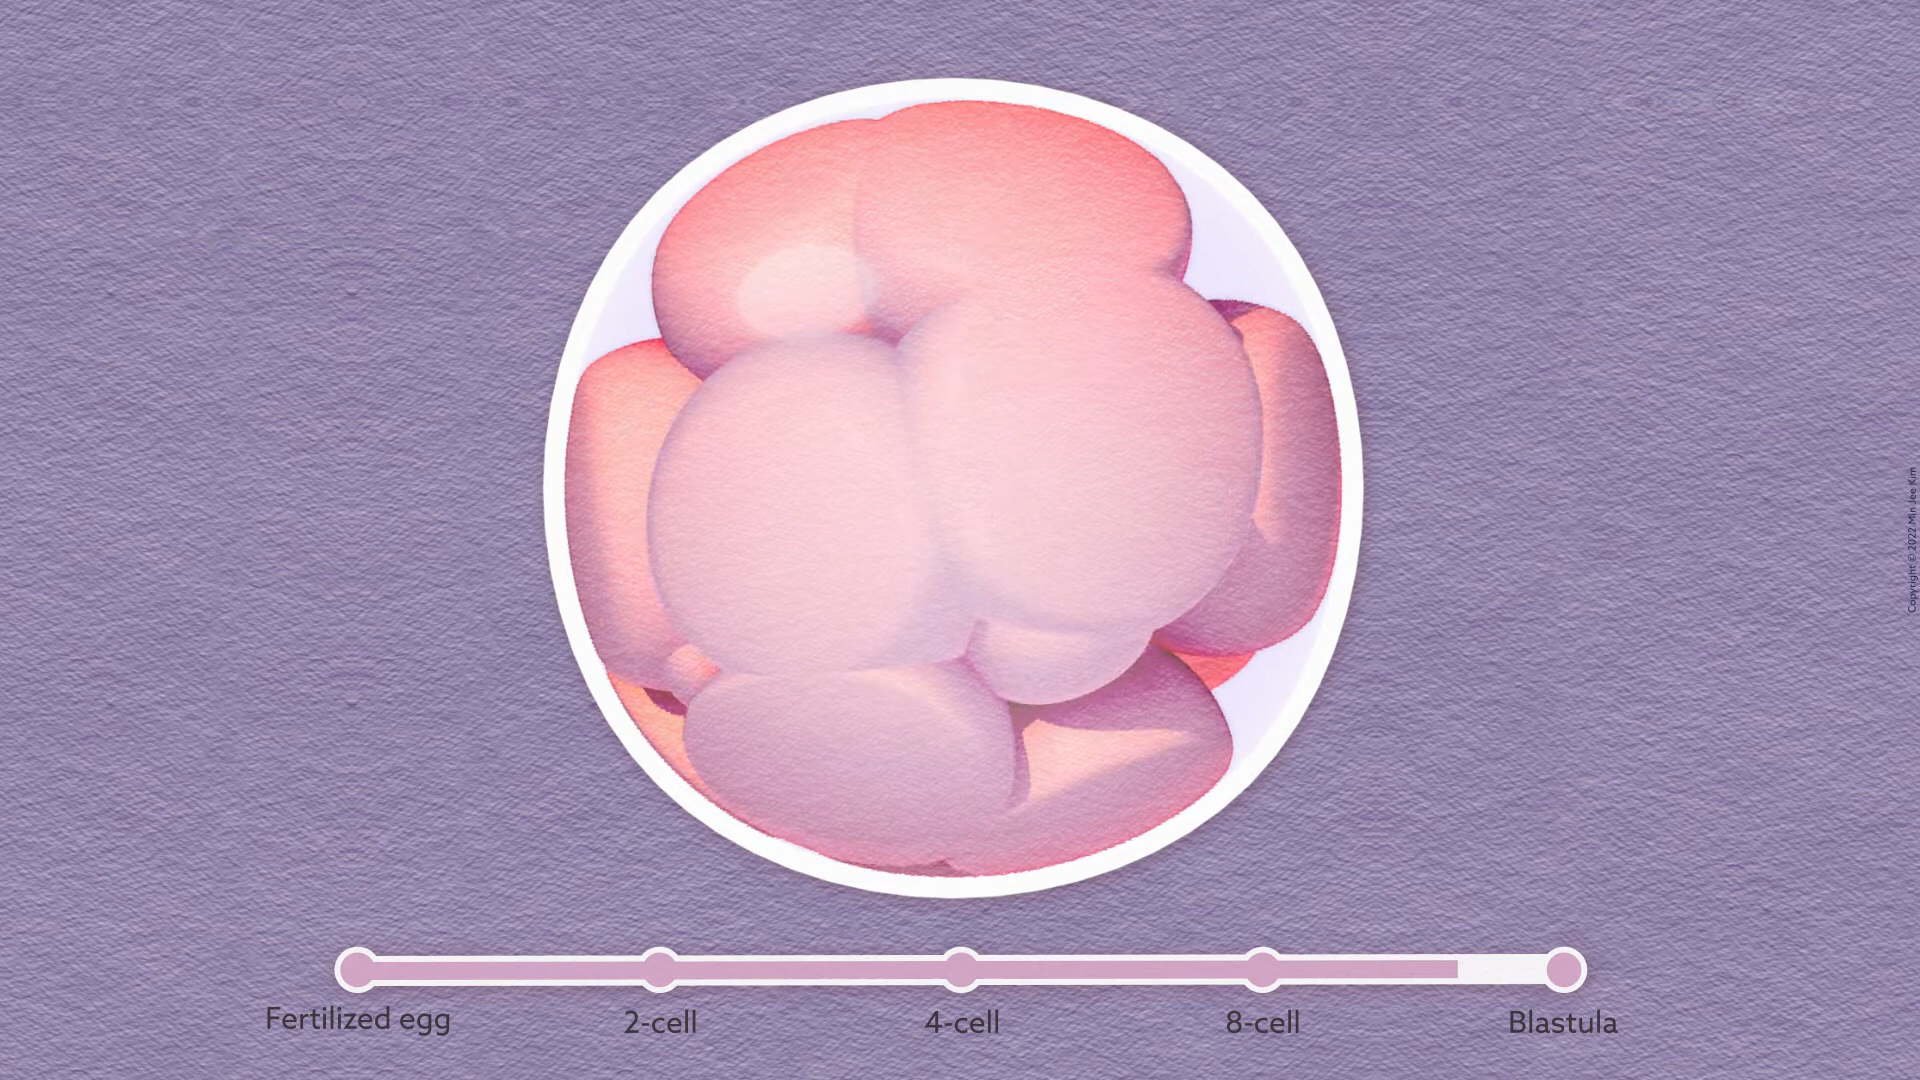 Fertilized egg
2-cell
4-cell
8-cell
Blastula
Copyright © 2022 Min Jee Kim